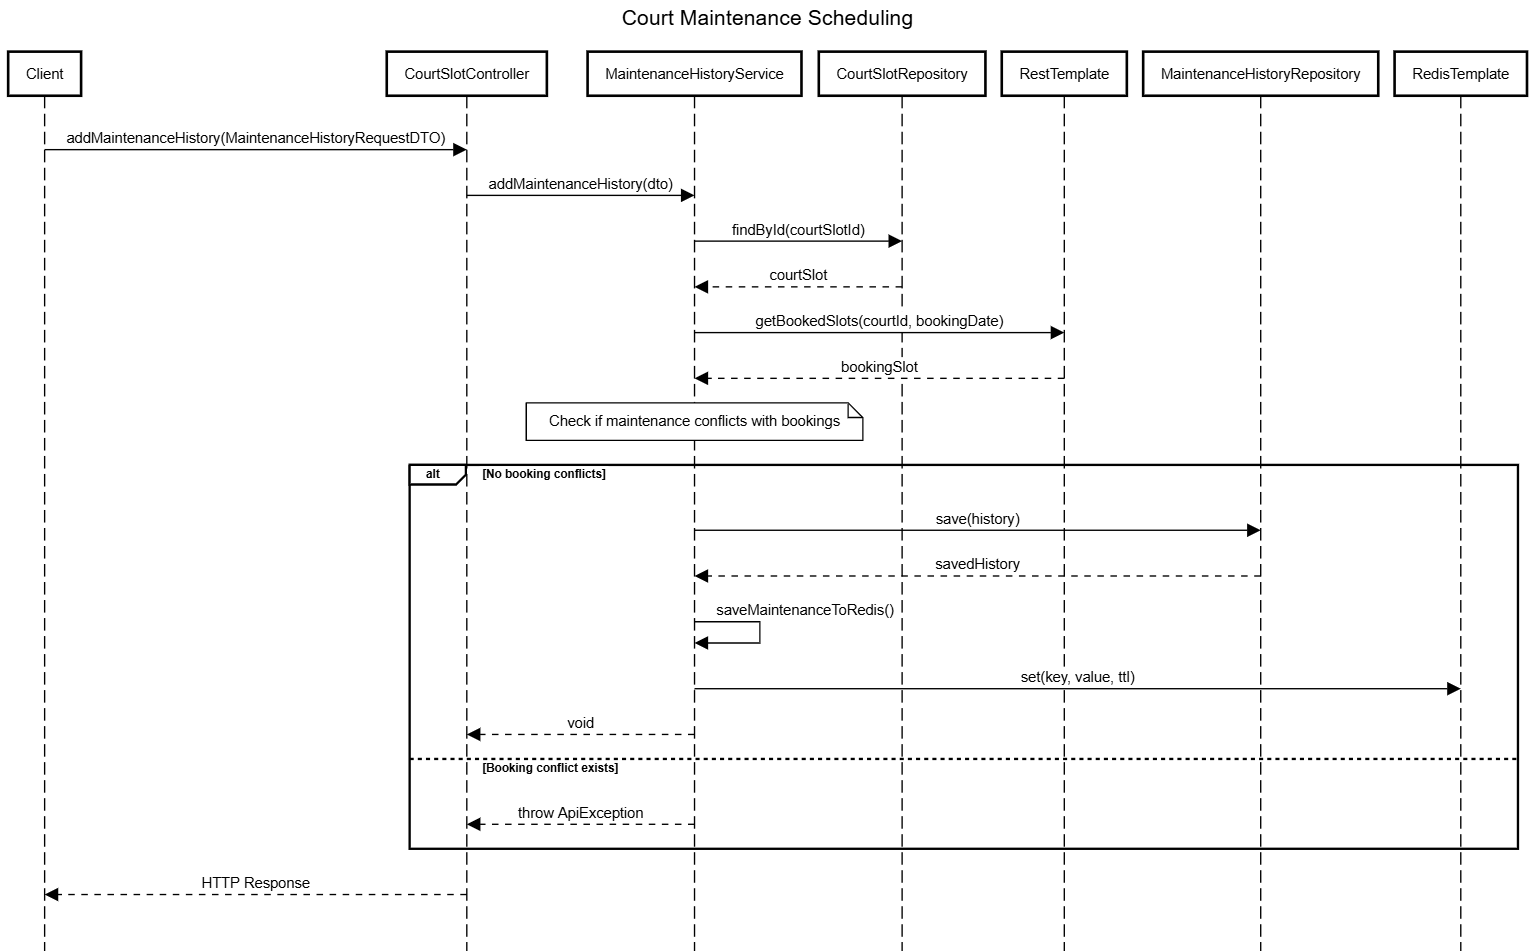 Court Maintenance Scheduling
Client
CourtSlotController
MaintenanceHistoryService
CourtSlotRepository
RestTemplate
MaintenanceHistoryRepository
RedisTemplate
addMaintenanceHistory(MaintenanceHistoryRequestDTO)
addMaintenanceHistory(dto)
findById(courtSlotId)
courtSlot
getBookedSlots(courtId, bookingDate)
bookingSlot
Check if maintenance conflicts with bookings
alt
[No booking conflicts]
save(history)
savedHistory
saveMaintenanceToRedis()
set(key, value, ttl)
void
[Booking conflict exists]
throw ApiException
HTTP Response